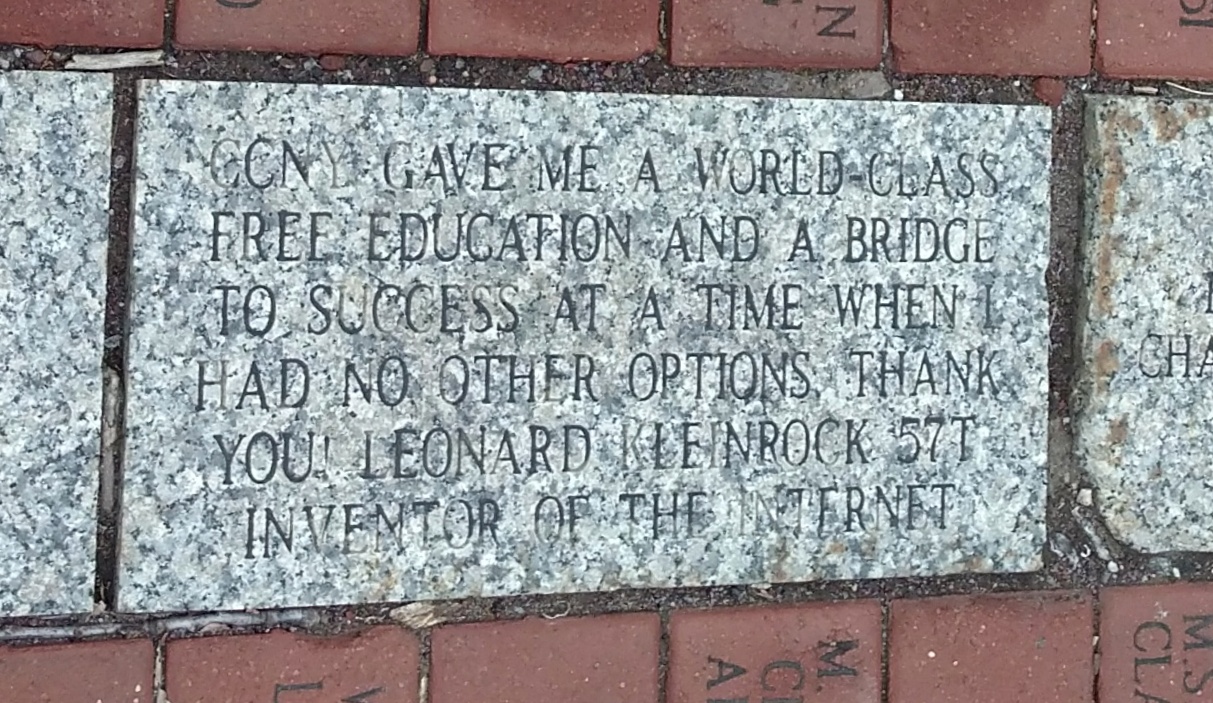 CCNY GAVE ME A WORLD-CLASS
FREE EDUCATION AND A BRIDGE
TO SUCCESS AT A TIME WHEN I
HAD NO OTHER OPTIONS. THANK
YOU! LEONARD KLEINROCK 57T
INVENTOR OF THE INTERNET